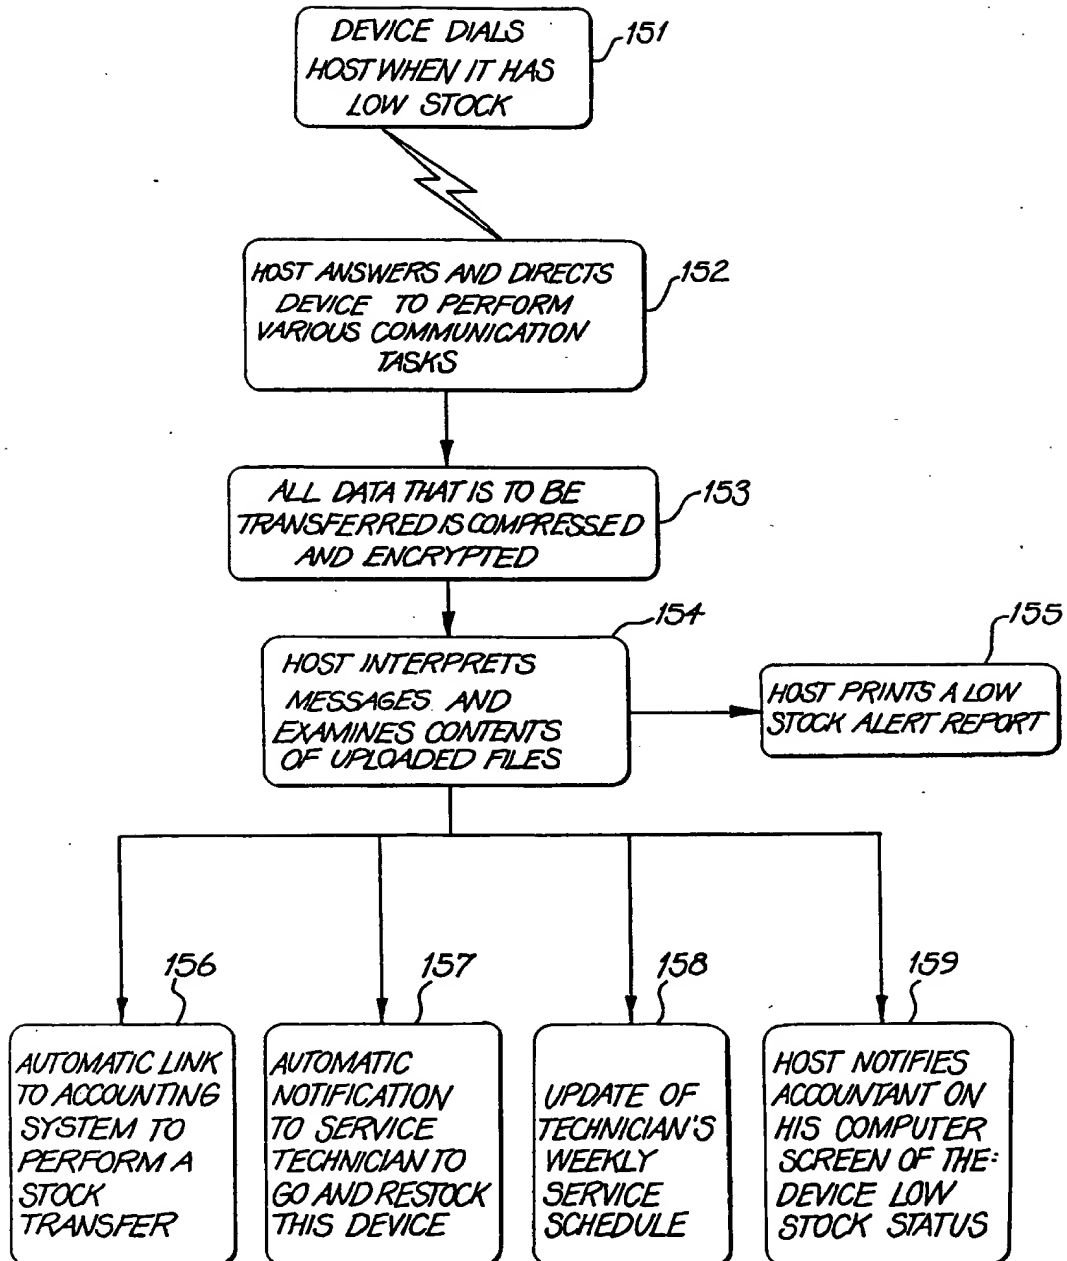 DEVICE DIALS
HOST WHEN IT HAS
LOW STOCK
151
HOST ANSWERS AND DIRECTS
DEVICE TO PERFORM
VARIOUS COMMUNICATION
TASKS
152
ALL DATA THAT IS TO BE
TRANSFERRED IS COMPRESSED
AND ENCRYPTED
153
HOST INTERPRETS
MESSAGES AND
EXAMINES CONTENTS
OF UPLOADED FILES
154
HOST PRINTS A LOW
STOCK ALERT REPORT
155
AUTOMATIC LINK
TO ACCOUNTING
SYSTEM TO
PERFORM A
STOCK
TRANSFER
156
AUTOMATIC
NOTIFICATION
TO SERVICE
TECHNICIAN TO
GO AND RESTOCK
THIS DEVICE
157
UPDATE OF
TECHNICIAN'S
WEEKLY
SERVICE
SCHEDULE
158
HOST NOTIFIES
ACCOUNTANT ON
HIS COMPUTER
SCREEN OF THE:
DEVICE LOW
STOCK STATUS
159